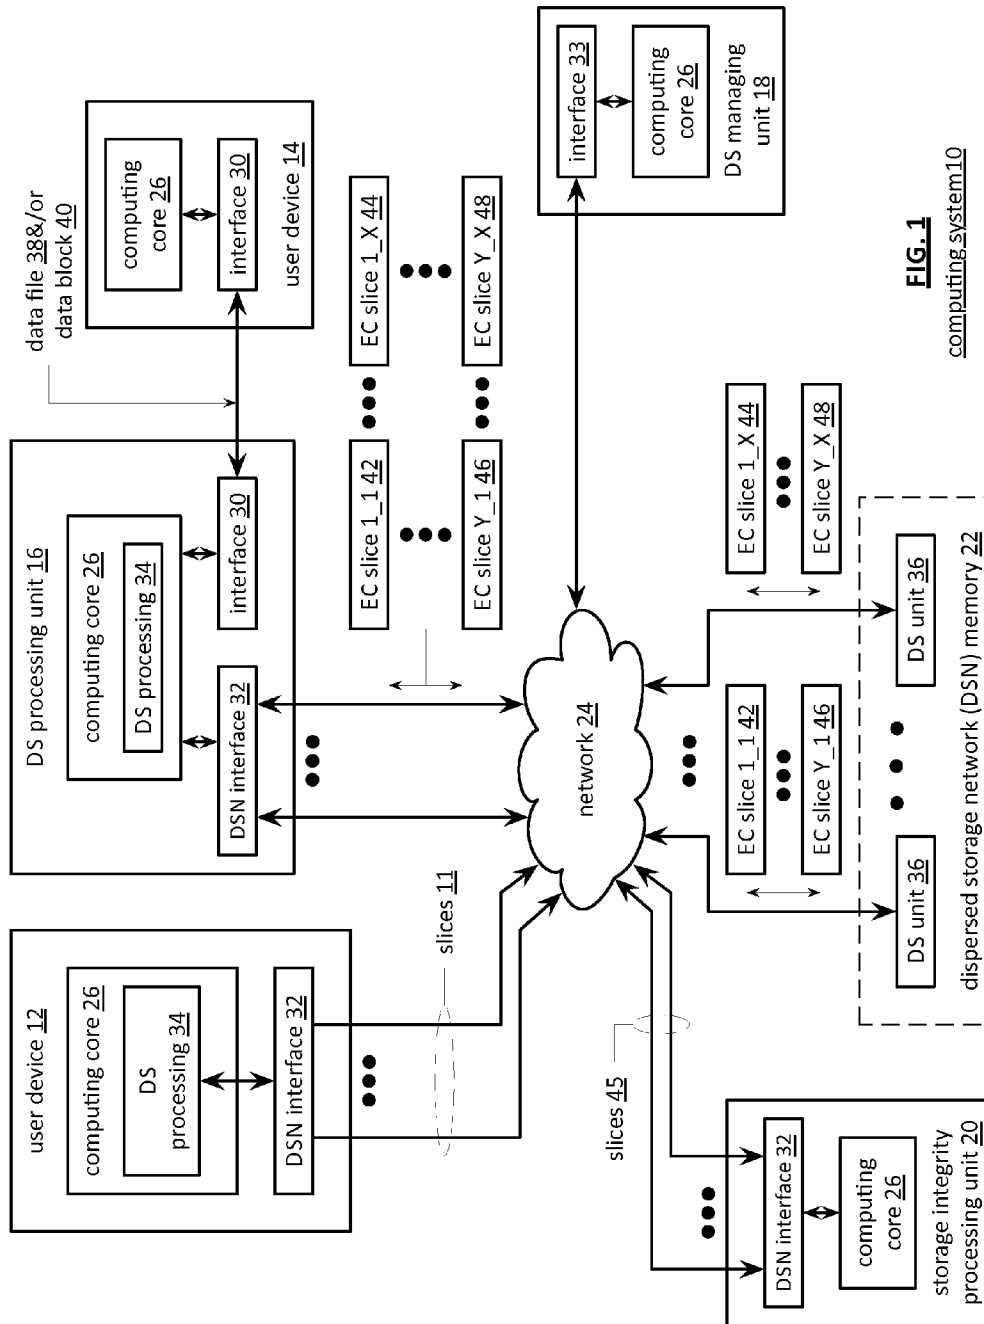 user device 12
computing core 26
DS
processing 34
DSN interface 32
slices 11
DS processing unit 16
computing core 26
DS processing 34
DSN interface 32
interface 30
data file 38&/or
data block 40
computing
core 26
interface 30
user device 14
EC slice 1_1 42
EC slice 1_X 44
EC slice Y_1 46
EC slice Y_X 48
network 24
interface 33
computing
core 26
DS managing
unit 18
slices 45
DSN interface 32
computing
core 26
storage integrity
processing unit 20
EC slice 1_1 42
EC slice Y_1 46
EC slice 1_X 44
EC slice Y_X 48
DS unit 36
DS unit 36
dispersed storage network (DSN) memory 22
FIG. 1
computing system10